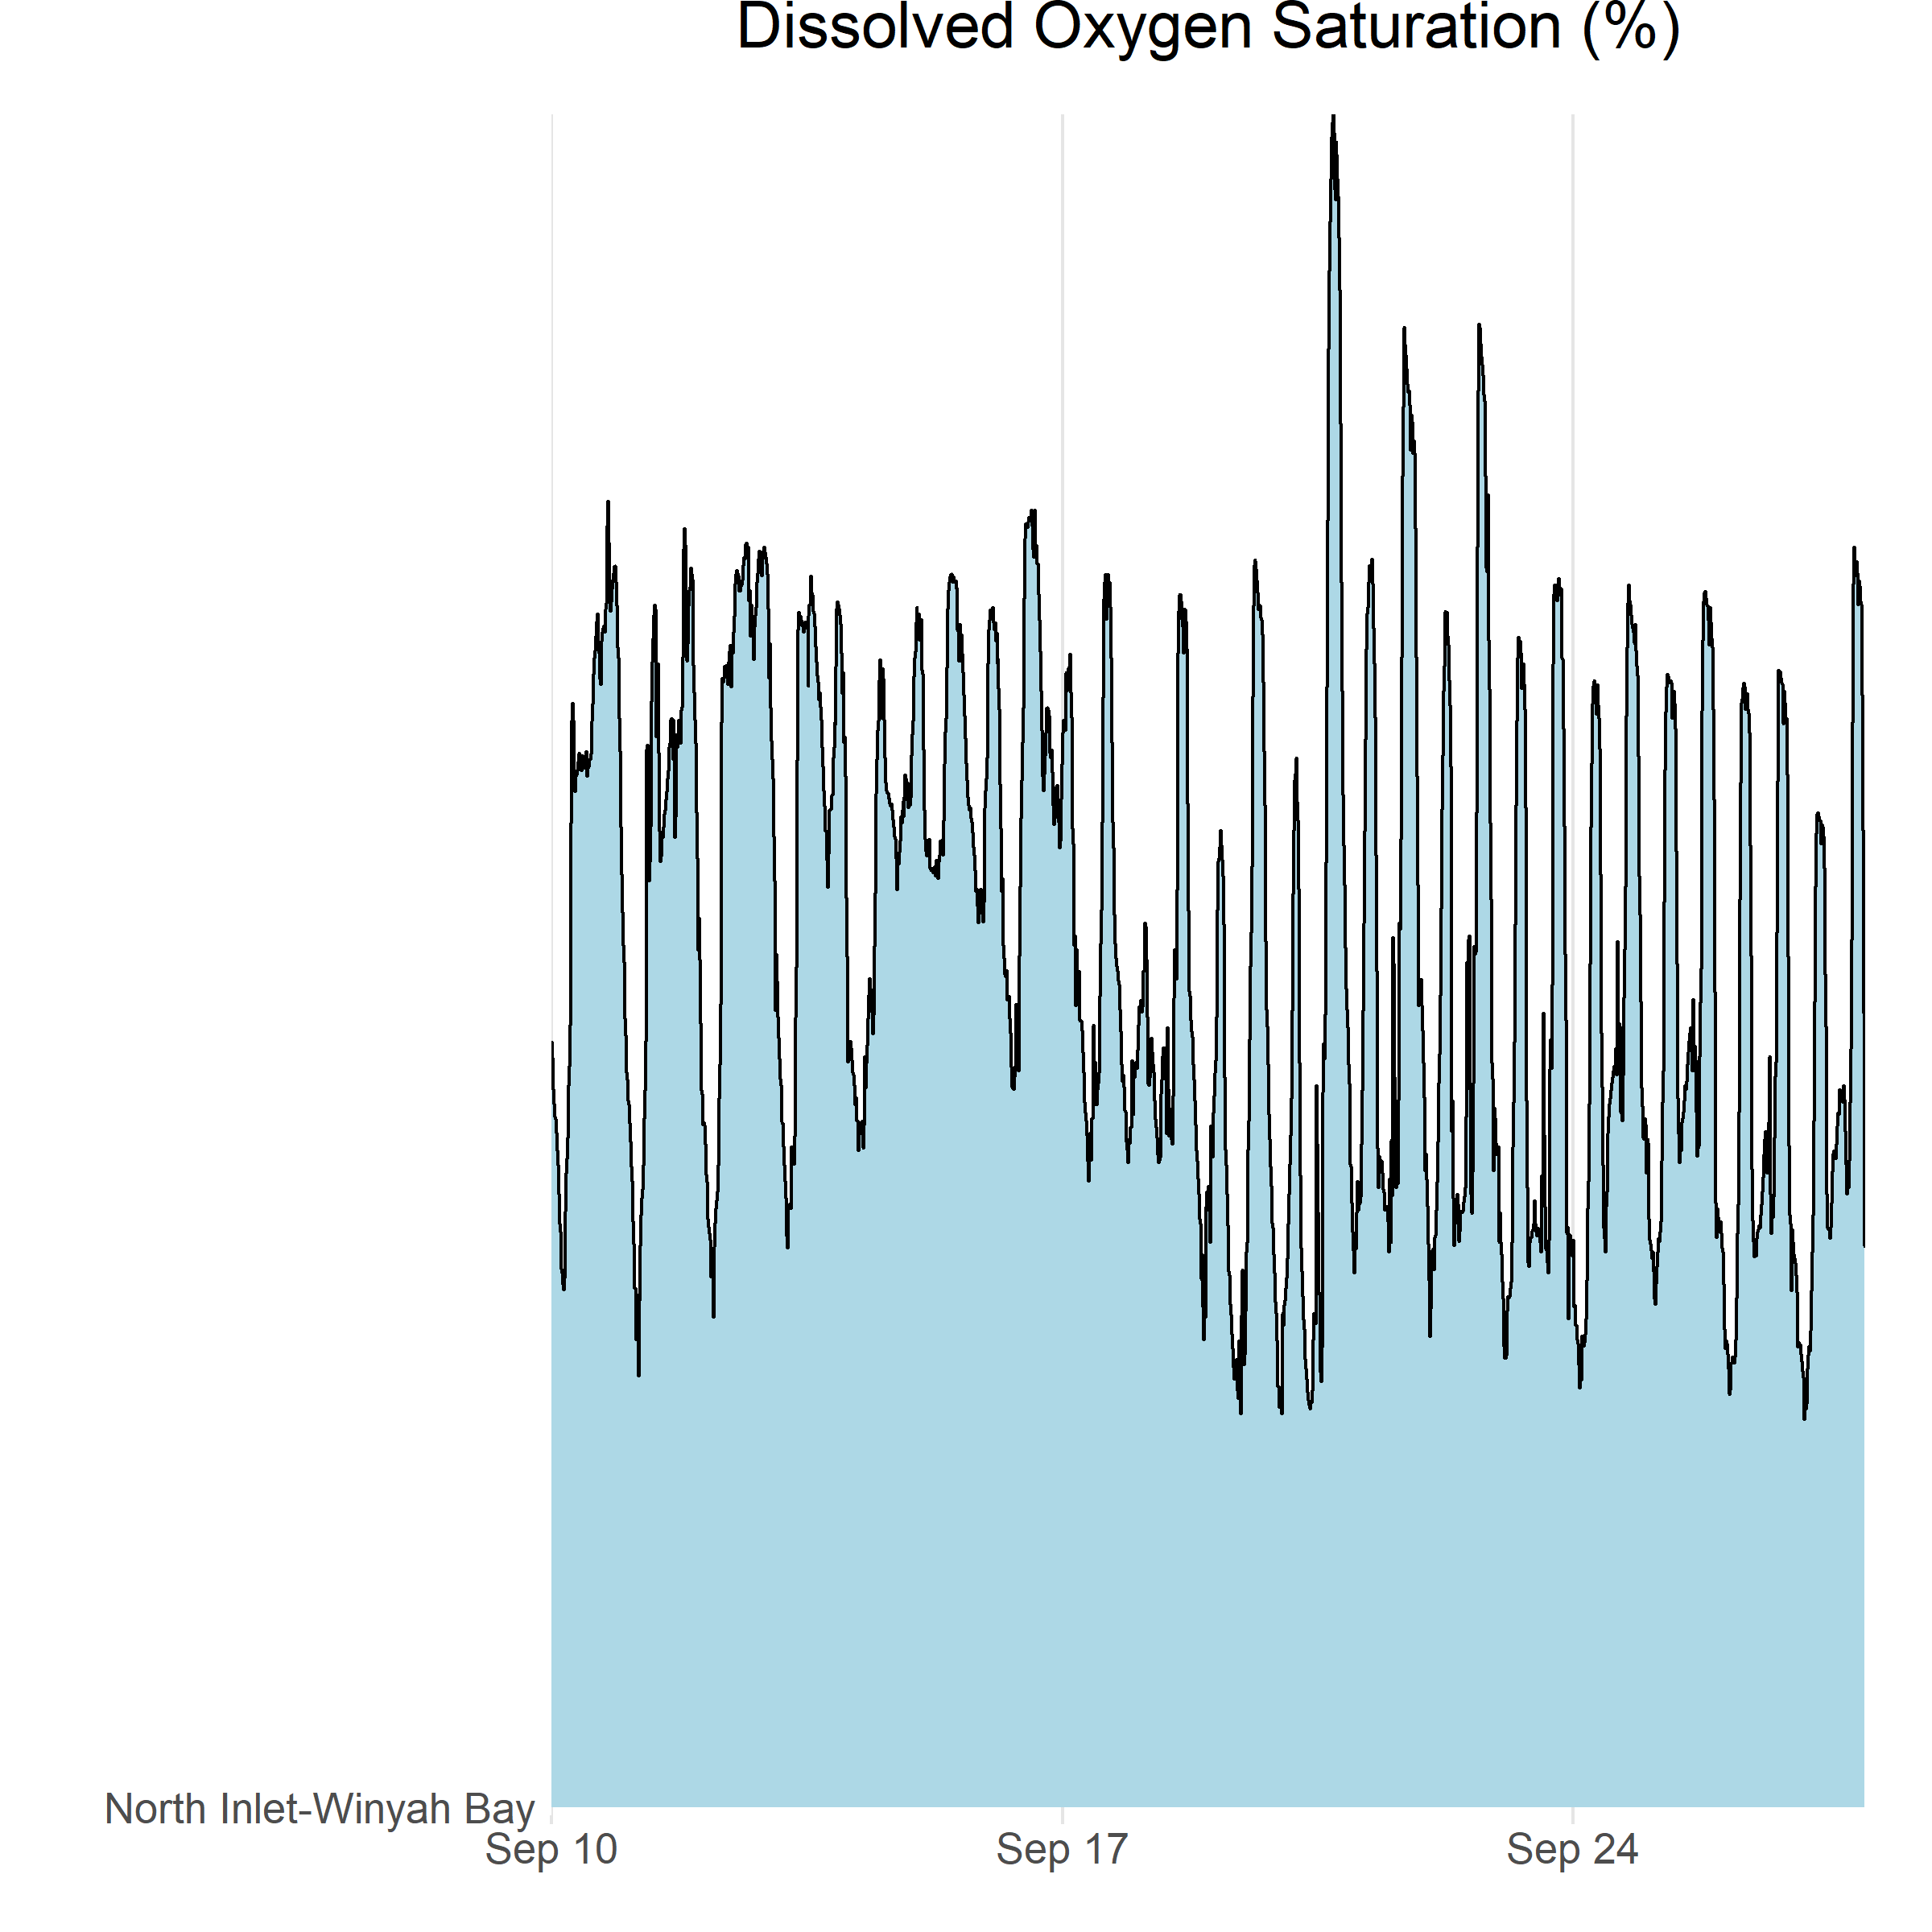 Dissolved Oxygen Saturation (%)
North Inlet-Winyah Bay
Sep 10 Sep 17 Sep 24